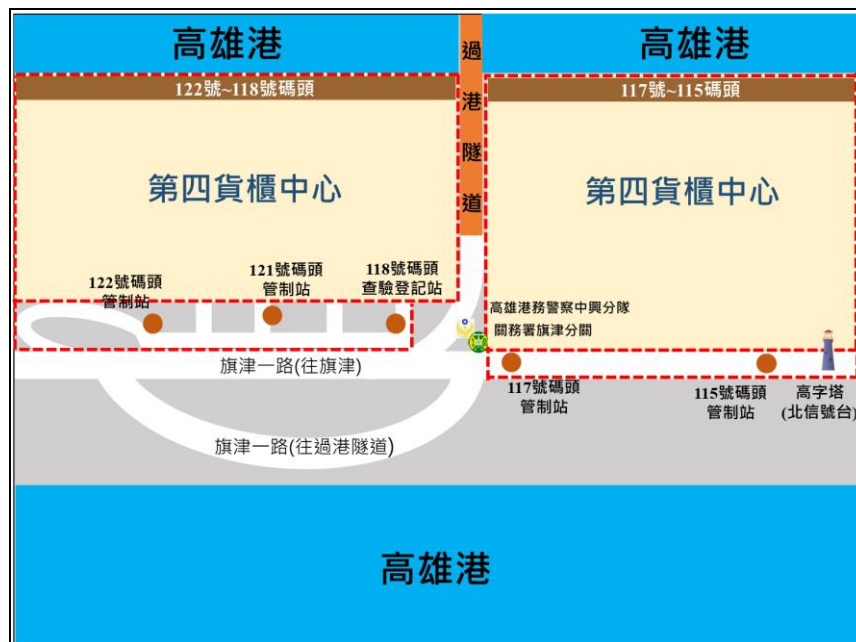 高雄港
過港隧道
高雄港
122號~118號碼頭
117號~115碼頭
第四貨櫃中心
第四貨櫃中心
122號碼頭
管制站
121號碼頭
管制站
118號碼頭
查驗登記站
高雄港務警察中興分隊
關務署旗津分關
旗津一路(往旗津)
117號碼頭
管制站
115號碼頭
管制站
高字塔
(北信號台)
旗津一路(往過港隧道)
高雄港